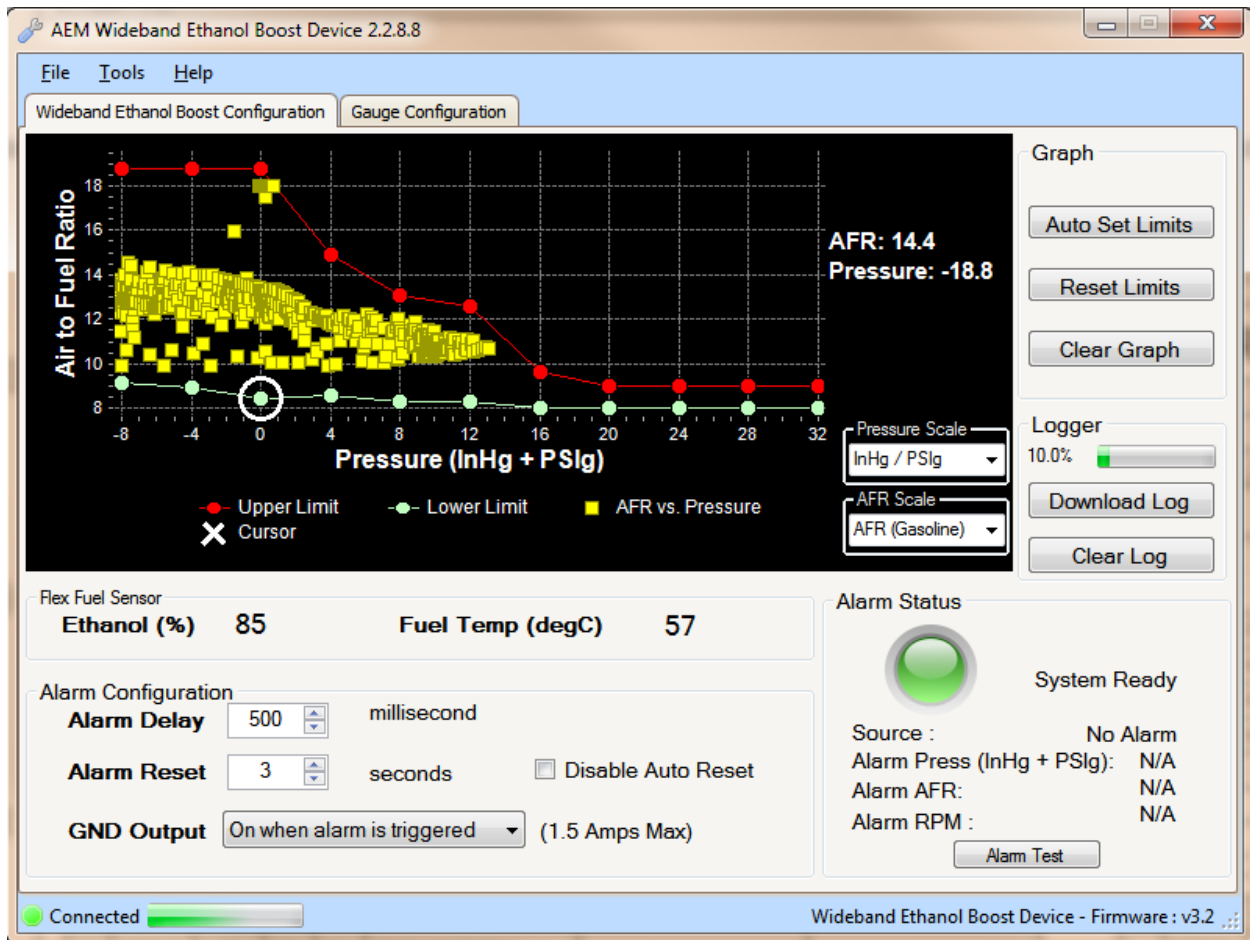 AEM Wideband Ethanol Boost Device 2.2.8.8
File Tools Help
Wideband Ethanol Boost Configuration Gauge Configuration
Air to Fuel Ratio
18
16
14
12
10
8
-8 -4 0 4 8 12 16 20 24 28 32
Pressure (InHg + PSIg)
Upper Limit Lower Limit AFR vs. Pressure
Cursor
AFR: 14.4
Pressure: -18.8
Pressure Scale
InHg / PSIg
AFR Scale
AFR (Gasoline)
Graph
Auto Set Limits
Reset Limits
Clear Graph
Logger
10.0%
Download Log
Clear Log
Flex Fuel Sensor
Ethanol (%) 85 Fuel Temp (degC) 57
Alarm Configuration
Alarm Delay 500 millisecond
Alarm Reset 3 seconds Disable Auto Reset
GND Output On when alarm is triggered (1.5 Amps Max)
Alarm Status
System Ready
Source : No Alarm
Alarm Press (InHg + PSIg): N/A
Alarm AFR: N/A
Alarm RPM : N/A
Alarm Test
Connected Wideband Ethanol Boost Device - Firmware : v3.2